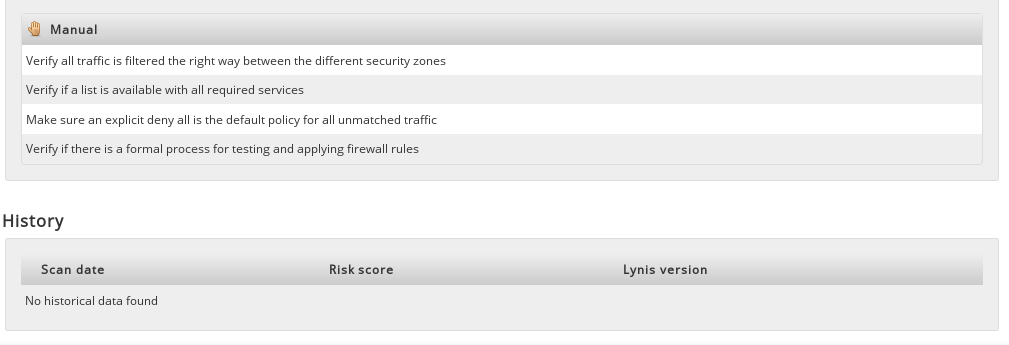 Manual
Verify all traffic is filtered the right way between the different security zones
Verify if a list is available with all required services
Make sure an explicit deny all is the default policy for all unmatched traffic
Verify if there is a formal process for testing and applying firewall rules
History
Scan date Risk score Lynis version
No historical data found